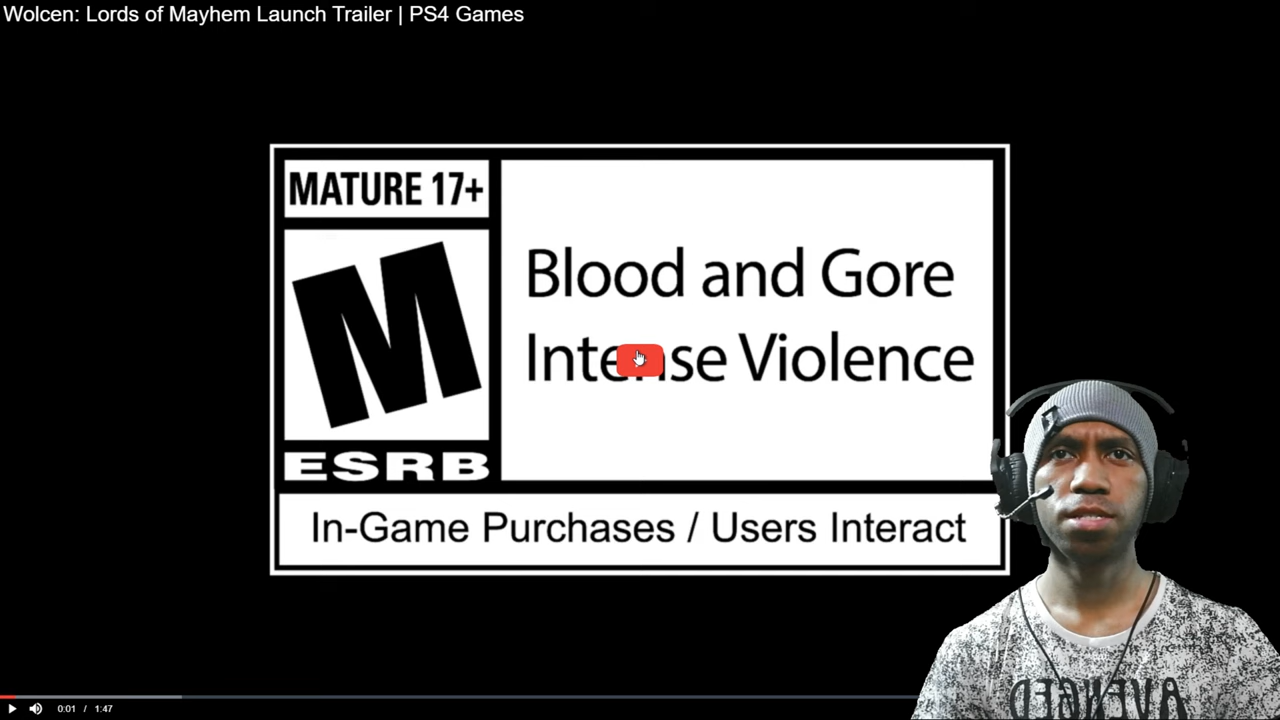 Wolcen: Lords of Mayhem Launch Trailer | PS4 Games
MATURE 17+
M
ESRB
Blood and Gore
Intense Violence
In-Game Purchases / Users Interact
AVENGED
0:01 / 1:47